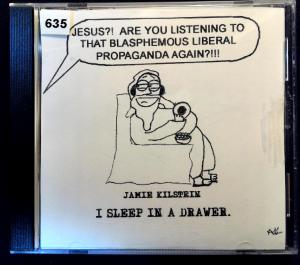 635
JESUS?! ARE YOU LISTENING TO
THAT BLASPHEMOUS LIBERAL
PROPAGANDA AGAIN?!!!
JAMIE KILSTEIN
I SLEEP IN A DRAWER.